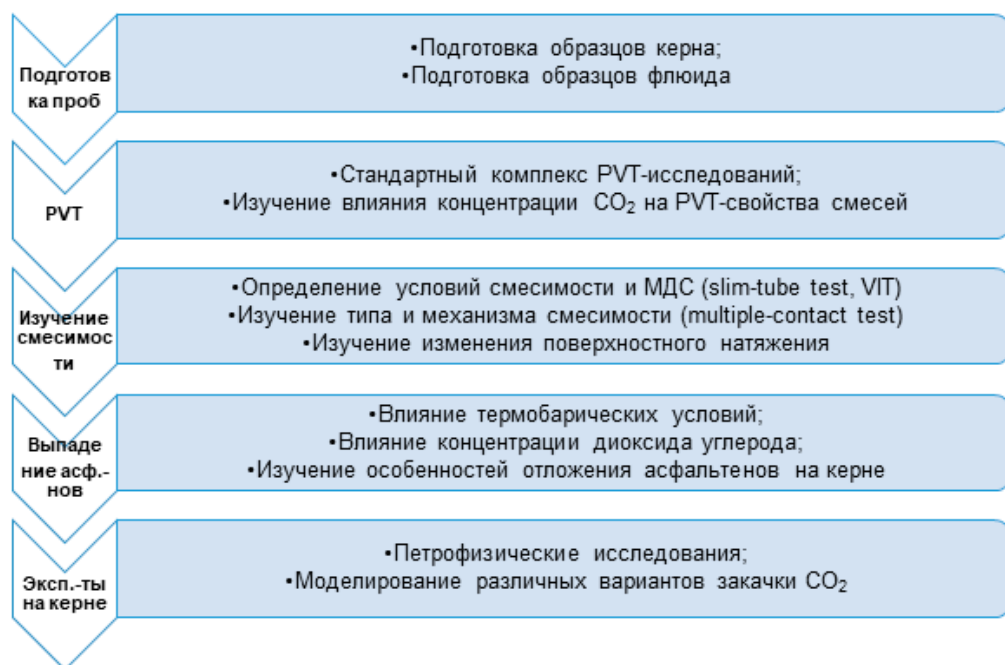 Подготов
ка проб
•Подготовка образцов керна;
•Подготовка образцов флюида
PVT
•Стандартный комплекс PVT-исследований;
•Изучение влияния концентрации CO₂ на PVT-свойства смесей
Изучение
смесимос
ти
•Определение условий смесимости и МДС (slim-tube test, VIT)
•Изучение типа и механизма смесимости (multiple-contact test)
•Изучение изменения поверхностного натяжения
Выпаде
ние асф.-
нов
•Влияние термобарических условий;
•Влияние концентрации диоксида углерода;
•Изучение особенностей отложения асфальтенов на керне
Эксп.-ты
на керне
•Петрофизические исследования;
•Моделирование различных вариантов закачки CO₂